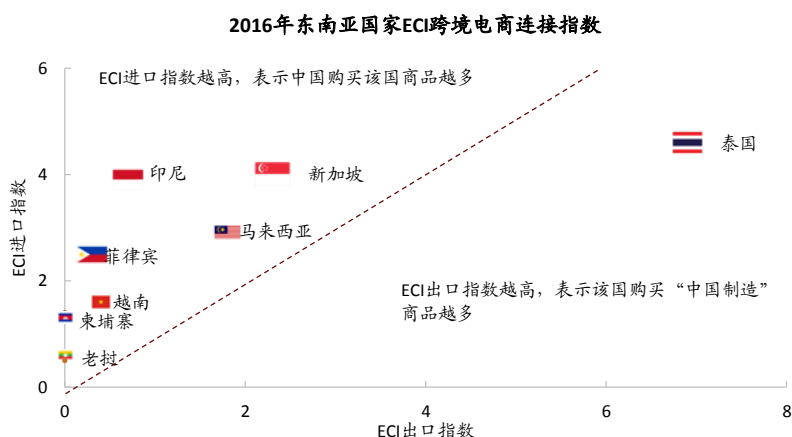 2016年东南亚国家ECI跨境电商连接指数
6
ECI进口指数越高，表示中国购买该国商品越多
泰国
4
印尼
新加坡
马来西亚
菲律宾
2
ECI出口指数越高，表示该国购买“中国制造”
商品越多
越南
柬埔寨
老挝
0
0
2
4
6
8
ECI进口指数
ECI出口指数